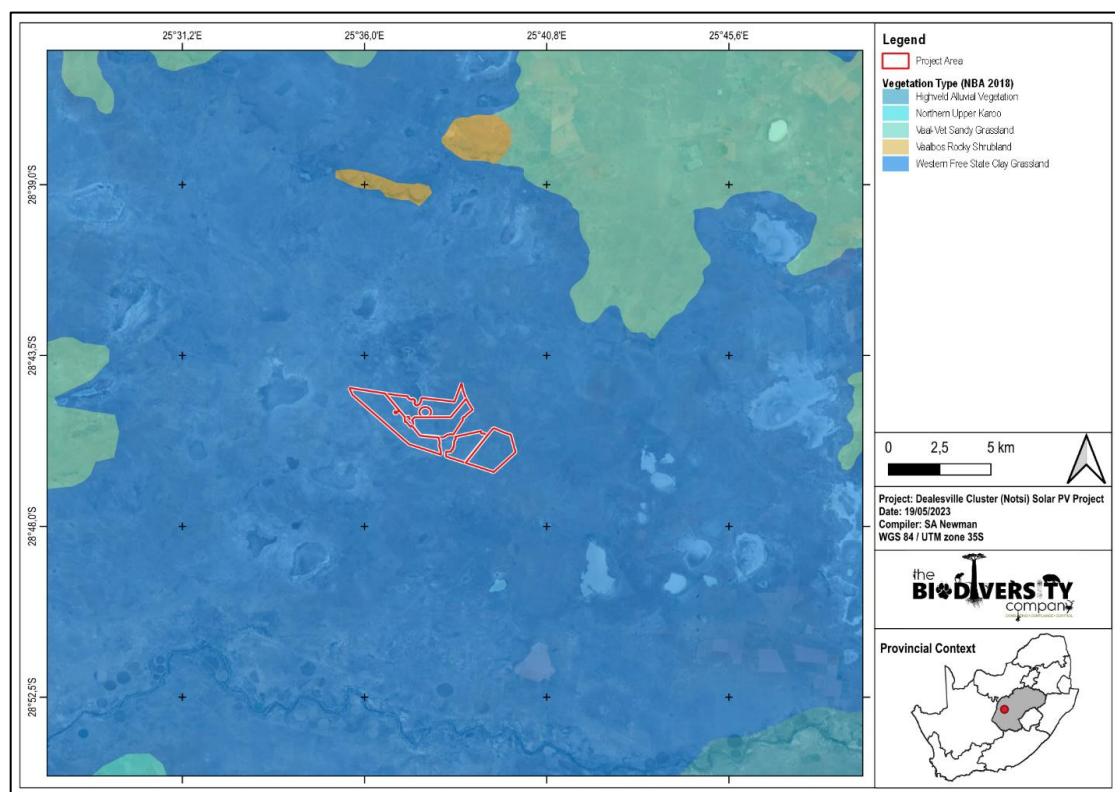 25°31,2'E 25°36,0'E 25°40,8'E 25°45,6'E
28°39,0'S
28°43,5'S
28°48,0'S
28°52,5'S
Legend
Project Area
Vegetation Type (NBA 2018)
Highveld Alluvial Vegetation
Northern Upper Karoo
Vaal-Vet Sandy Grassland
Vaalbos Rocky Shrubland
Western Free State Clay Grassland
0 2,5 5 km
Project: Dealesville Cluster (Notsi) Solar PV Project
Date: 19/05/2023
Compiler: SA Newman
WGS 84 / UTM zone 35S
the
BIODIVERSITY
company
Provincial Context